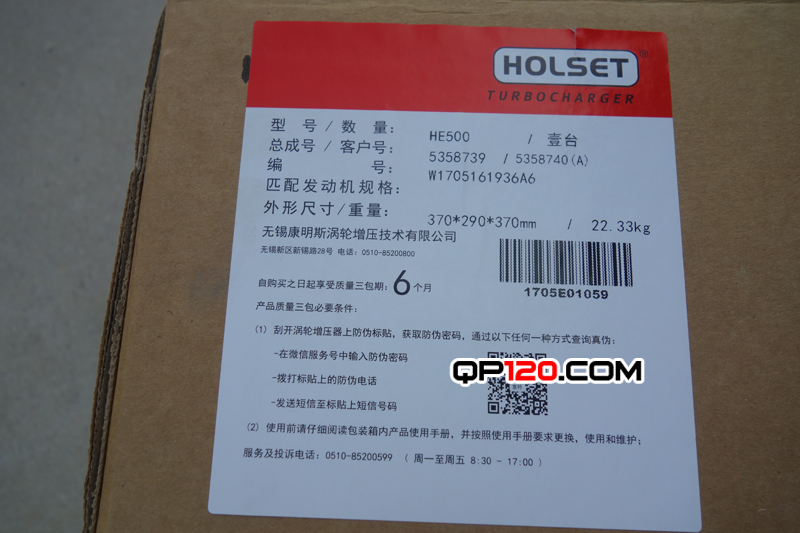 HOLSET®
TURBOCHARGER
型 号 / 数 量： HE500 / 壹台
总成号 / 客户号： 5358739 / 5358740(A)
编 号： W1705161936A6
匹配发动机规格：
外形尺寸/重量： 370*290*370mm / 22.33kg
无锡康明斯涡轮增压技术有限公司
无锡新区新锡路28号 电话：0510-85200800
1705E01059
自购买之日起享受质量三包期：6个月
产品质量三包必要条件：
(1) 刮开涡轮增压器上防伪标贴，获取防伪密码，通过以下任何一种方式查询真伪：
-在微信服务号中输入防伪密码
-拨打标贴上的防伪电话
-发送短信至标贴上短信号码
QP120.COM
(2) 使用前请仔细阅读包装箱内产品使用手册，并按照使用手册要求更换，使用和维护；
服务及投诉电话：0510-85200599 ( 周一至周五 8:30 - 17:00 )